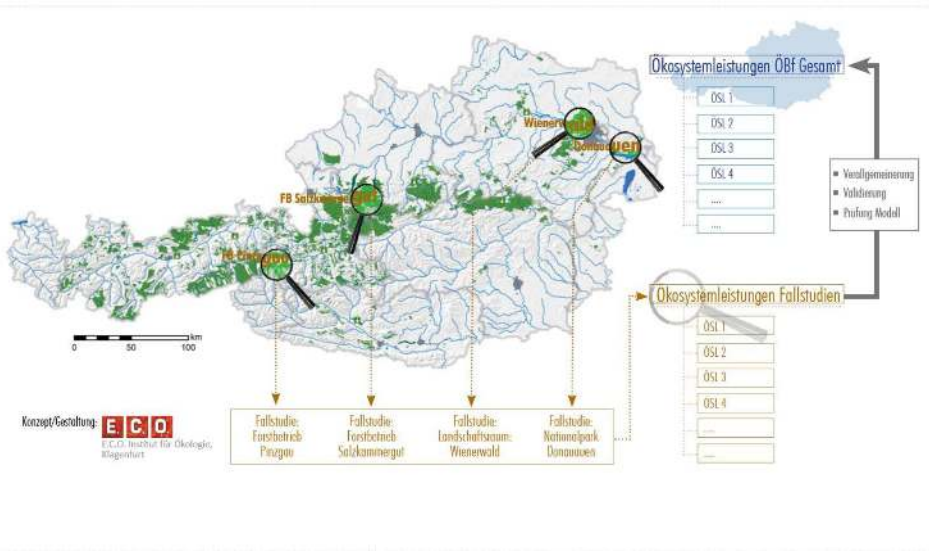 Ökosystemleistungen ÖBf Gesamt
ÖSL 1
ÖSL 2
ÖSL 3
ÖSL 4
....
....
▪ Verallgemeinerung
▪ Validierung
▪ Prüfung Modell
Wienerwald
Donauauen
FB Salzkammergut
FB Pinzgau
Ökosystemleistungen Fallstudien
ÖSL 1
ÖSL 2
ÖSL 3
ÖSL 4
....
....
km
0 50 100
Konzept/Gestaltung:
E.C.O.
E.C.O. Institut für Ökologie,
Klagenfurt
Fallstudie:
Forstbetrieb
Pinzgau
Fallstudie:
Forstbetrieb
Salzkammergut
Fallstudie:
Landschaftsraum:
Wienerwald
Fallstudie:
Nationalpark
Donauuen